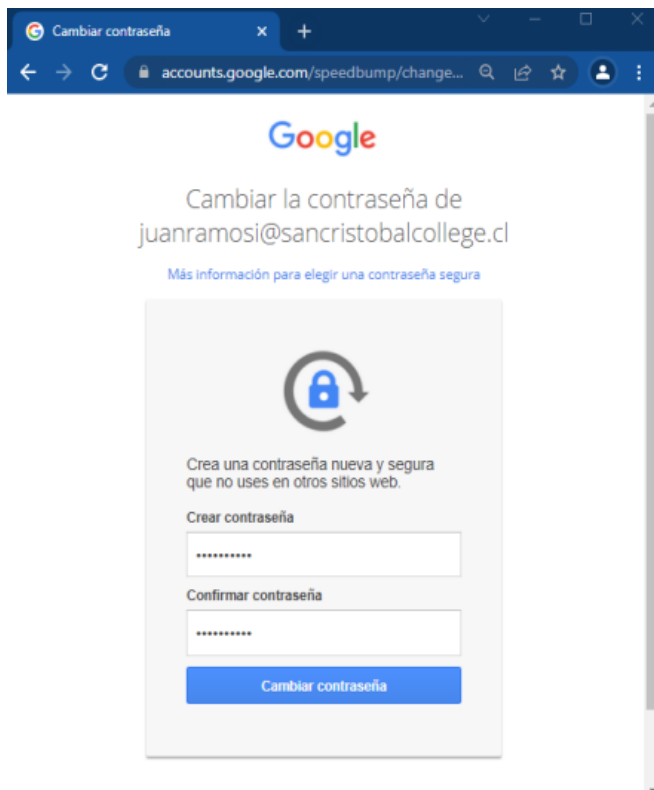 Cambiar contraseña
accounts.google.com/speedbump/change...
Google
Cambiar la contraseña de
juanramosi@sancristobalcollege.cl
Más información para elegir una contraseña segura
Crea una contraseña nueva y segura
que no uses en otros sitios web.
Crear contraseña
••••••••••
Confirmar contraseña
••••••••••
Cambiar contraseña